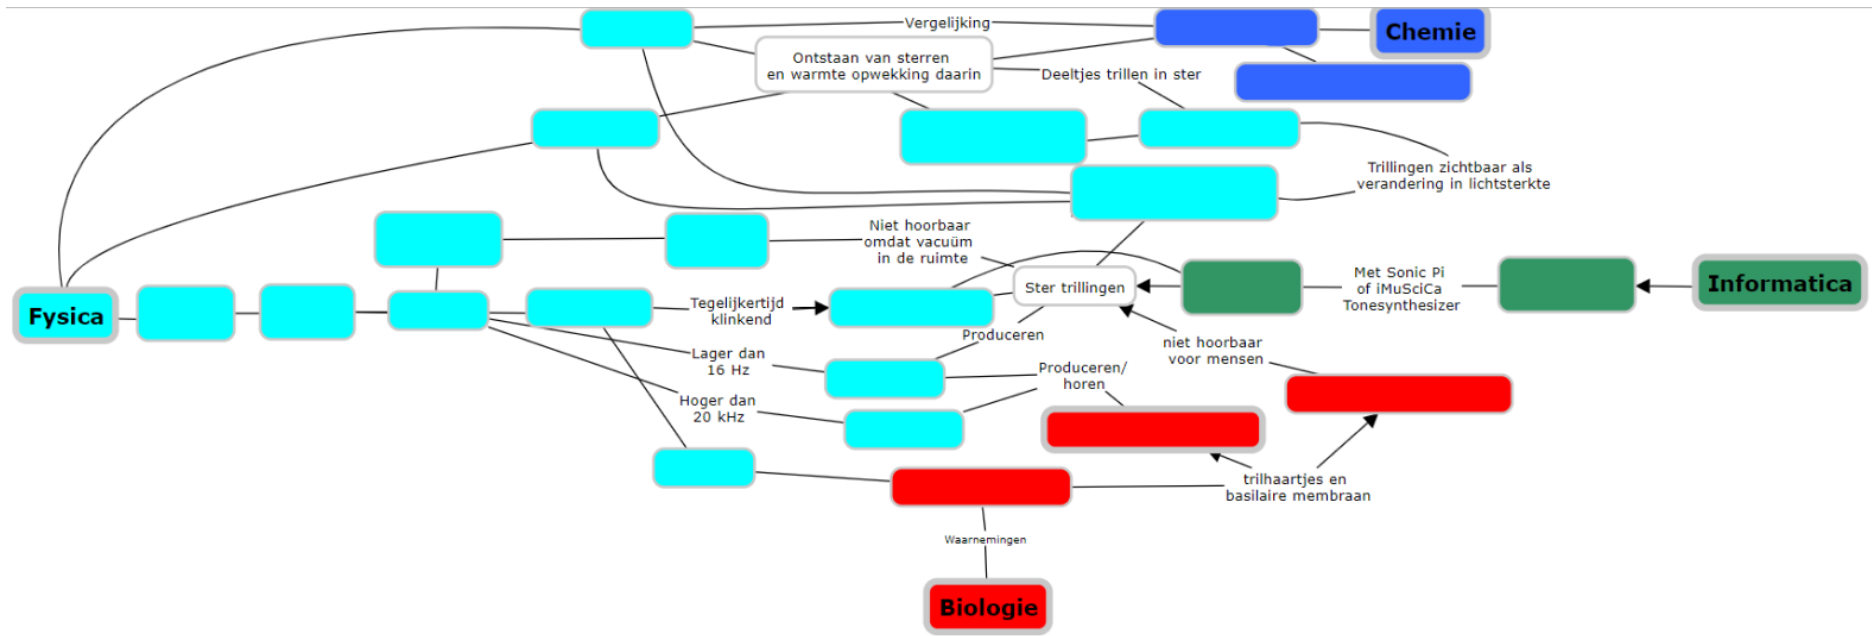 Vergelijking
Chemie
Ontstaan van sterren
en warmte opwekking daarin
Deeltjes trillen in ster
Trillingen zichtbaar als
verandering in lichtsterkte
Niet hoorbaar
omdat vacuüm
in de ruimte
Fysica
Tegelijkertijd
klinkend
Ster trillingen
Met Sonic Pi
of iMuSciCa
Tonesynthesizer
Informatica
Produceren
niet hoorbaar
voor mensen
Lager dan
16 Hz
Produceren/
horen
Hoger dan
20 kHz
trilhaartjes en
basilaire membraan
Waarnemingen
Biologie